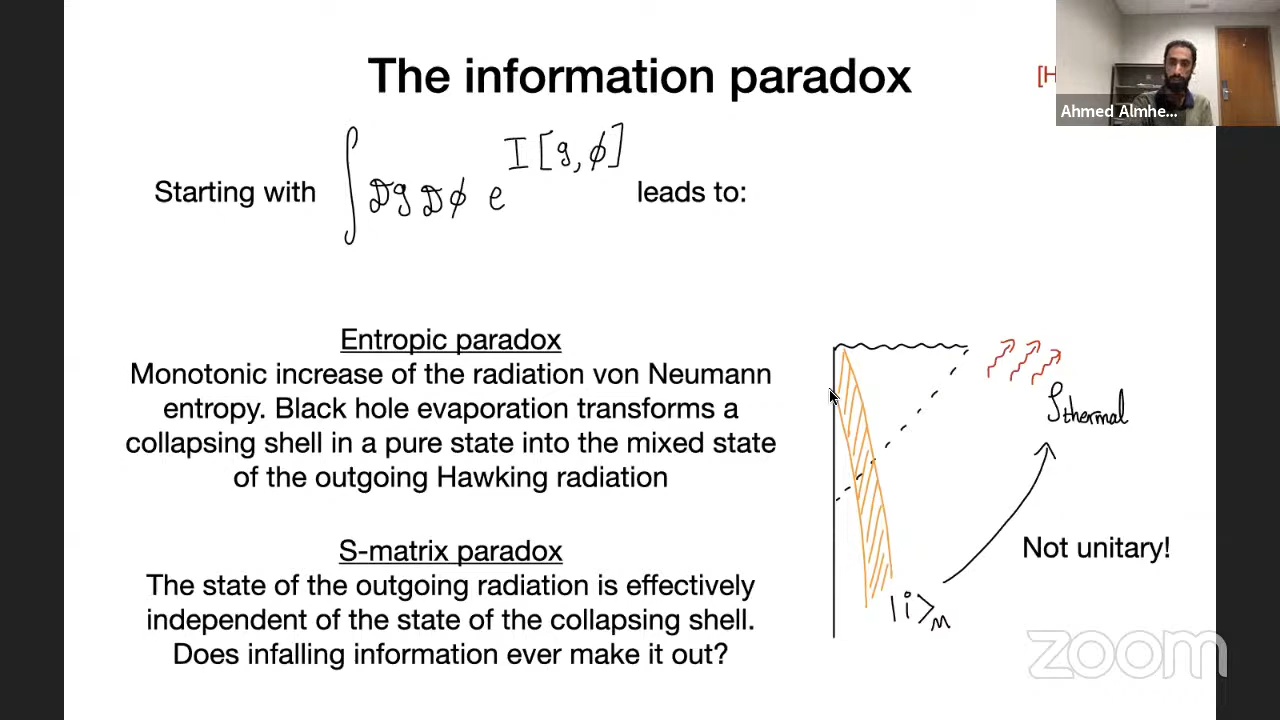 The information paradox
[H
Ahmed Almhe...
Starting with ∫ 𝒟g 𝒟ϕ e^{I[g,ϕ]} leads to:
Entropic paradox
Monotonic increase of the radiation von Neumann
entropy. Black hole evaporation transforms a
collapsing shell in a pure state into the mixed state
of the outgoing Hawking radiation
S-matrix paradox
The state of the outgoing radiation is effectively
independent of the state of the collapsing shell.
Does infalling information ever make it out?
ρthermal
Not unitary!
|i⟩M
zoom